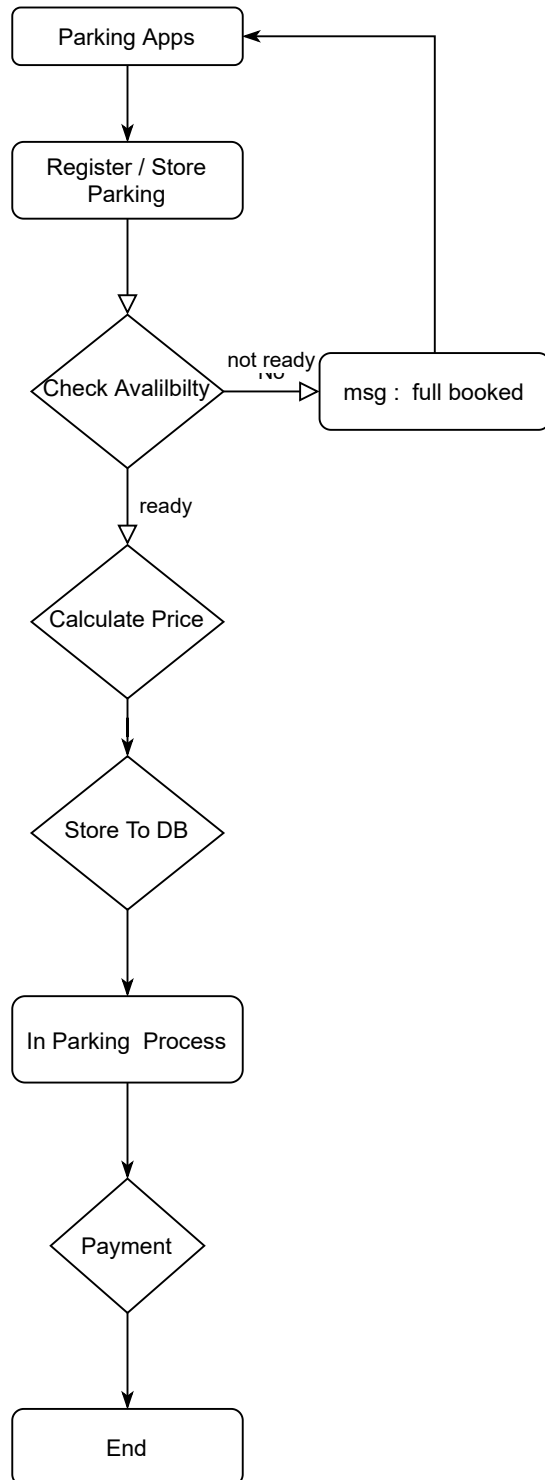 Parking Apps
Register / Store
Parking
not ready
No
Check Avalilbilty
msg :  full booked
ready
Calculate Price
Store To DB
In Parking  Process
Payment
End